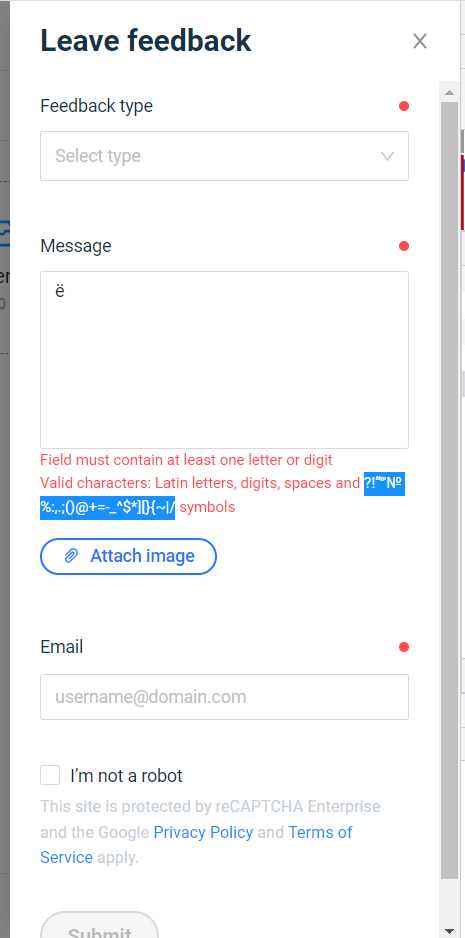 Leave feedback
Feedback type
Select type
Message
ë
Field must contain at least one letter or digit
Valid characters: Latin letters, digits, spaces and ?!"“”№
%:,.;()@+=-_^$*][}{~|/ symbols
Attach image
Email
username@domain.com
I’m not a robot
This site is protected by reCAPTCHA Enterprise
and the Google Privacy Policy and Terms of
Service apply.
Submit